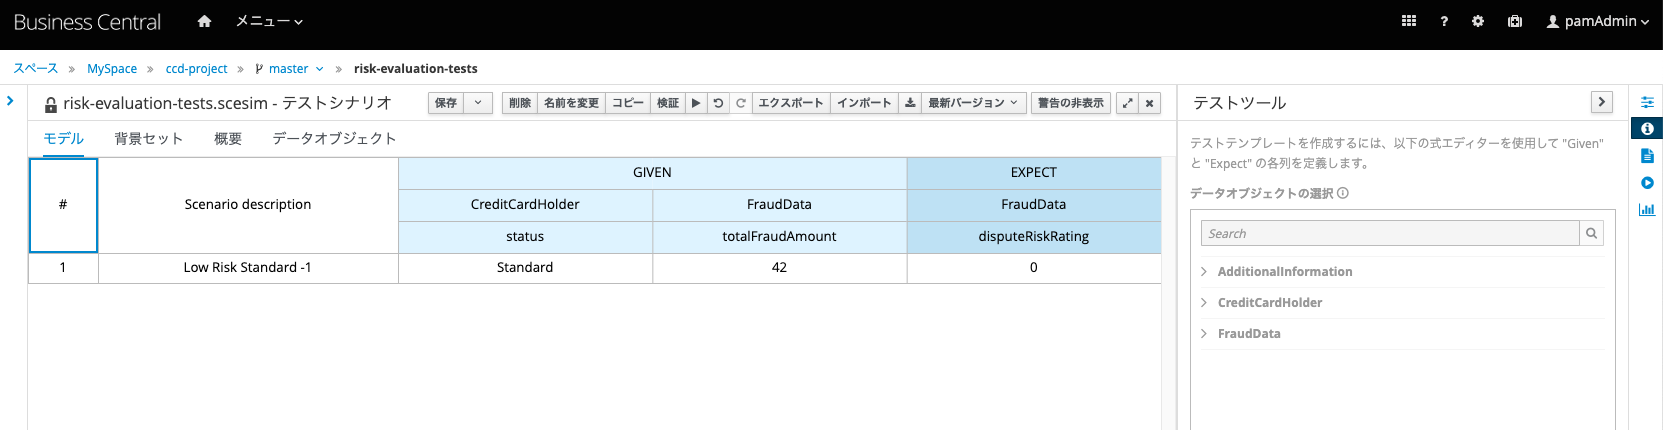 Business Central メニュー ? pamAdmin
スペース » MySpace » ccd-project » master » risk-evaluation-tests
risk-evaluation-tests.scesim - テストシナリオ 保存 削除 名前を変更 コピー 検証 エクスポート インポート 最新バージョン 警告の非表示
モデル 背景セット 概要 データオブジェクト
# Scenario description GIVEN EXPECT
CreditCardHolder FraudData FraudData
status totalFraudAmount disputeRiskRating
1 Low Risk Standard -1 Standard 42 0
テストツール
テストテンプレートを作成するには、以下の式エディターを使用して "Given"
と "Expect" の各列を定義します。
データオブジェクトの選択
Search
AdditionalInformation
CreditCardHolder
FraudData